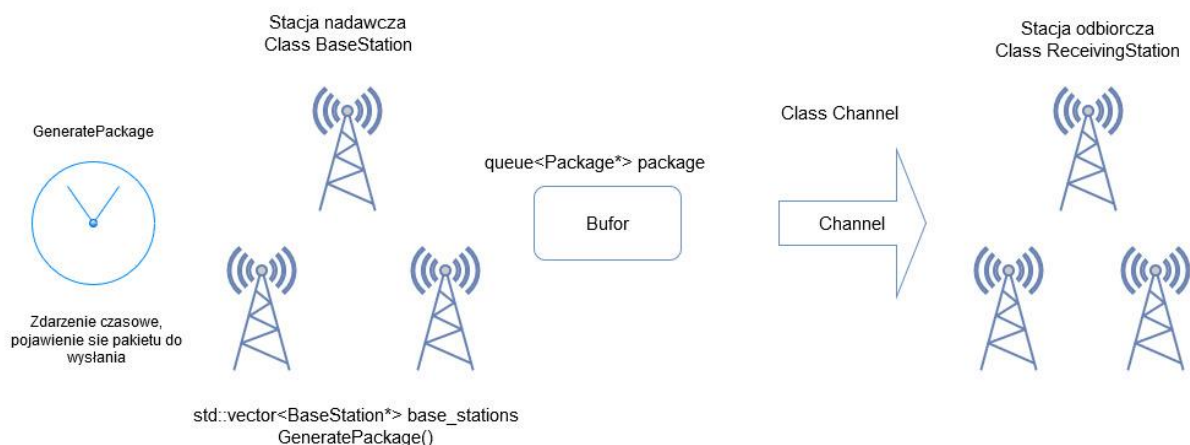 Stacja nadawcza
Class BaseStation
Stacja odbiorcza
Class ReceivingStation
GeneratePackage
Class Channel
queue<Package*> package
Bufor
Channel
Zdarzenie czasowe,
pojawienie sie pakietu do
wysłania
std::vector<BaseStation*> base_stations
GeneratePackage()